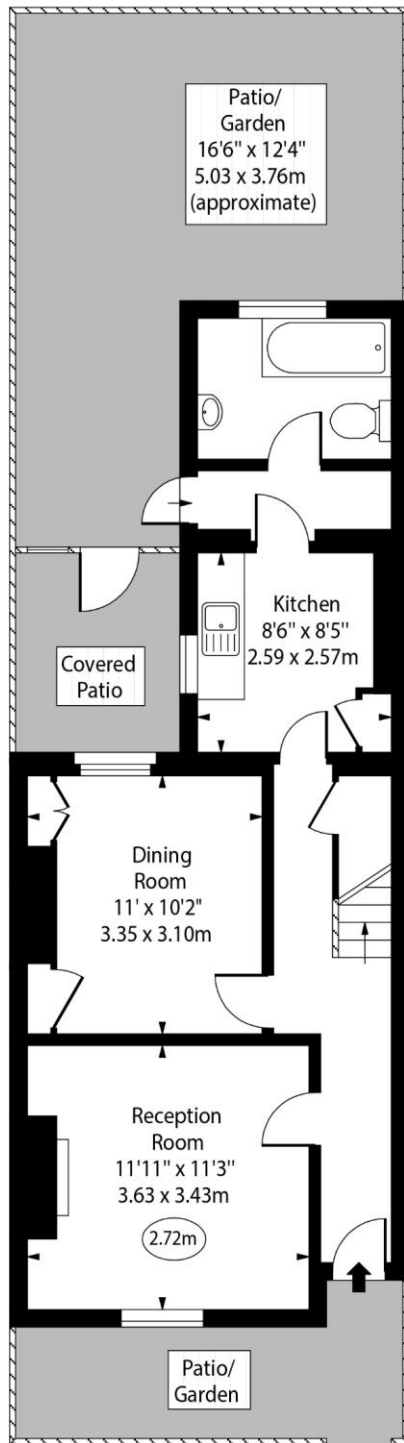 Patio/
Garden
16'6" x 12'4"
5.03 x 3.76m
(approximate)
Kitchen
8'6" x 8'5"
2.59 x 2.57m
Covered
Patio
Dining
Room
11' x 10'2"
3.35 x 3.10m
Reception
Room
11'11" x 11'3"
3.63 x 3.43m
2.72m
Patio/
Garden